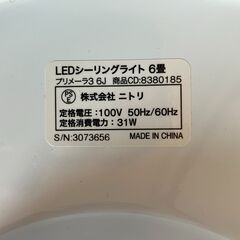 LEDシーリングライト 6畳
プリメーラ3 6J 商品CD:8380185
株式会社 ニトリ
定格電圧：100V 50Hz/60Hz
定格消費電力：31W
S/N:3073656 MADE IN CHINA